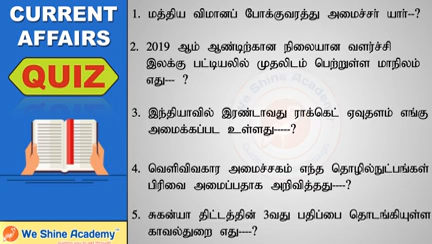 CURRENT
AFFAIRS
QUIZ
We Shine Academy
1. மத்திய விமானப் போக்குவரத்து அமைச்சர் யார்--?
2. 2019 ஆம் ஆண்டிற்கான நிலையான வளர்ச்சி
இலக்கு பட்டியலில் முதலிடம் பெற்றுள்ள மாநிலம்
எது--- ?
3. இந்தியாவில் இரண்டாவது ராக்கெட் ஏவுதளம் எங்கு
அமைக்கப்பட உள்ளது-----?
4. வெளிவிவகார அமைச்சகம் எந்த தொழில்நுட்பங்கள்
பிரிவை அமைப்பதாக அறிவித்தது----?
5. சுகன்யா திட்டத்தின் 3வது பதிப்பை தொடங்கியுள்ள
காவல்துறை எது----?